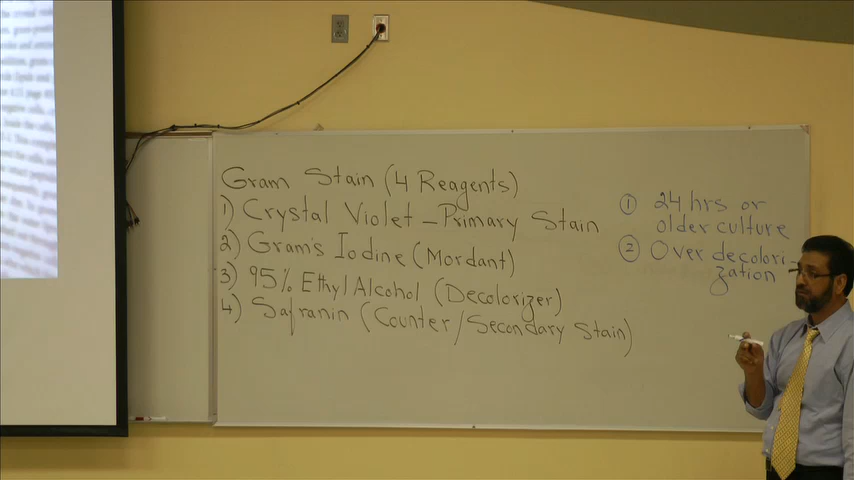 Gram Stain (4 Reagents)
1) Crystal Violet - Primary Stain
2) Gram's Iodine (Mordant)
3) 95% Ethyl Alcohol (Decolorizer)
4) Safranin (Counter/Secondary Stain)
① 24 hrs or
older culture
② Over decolori-
zation